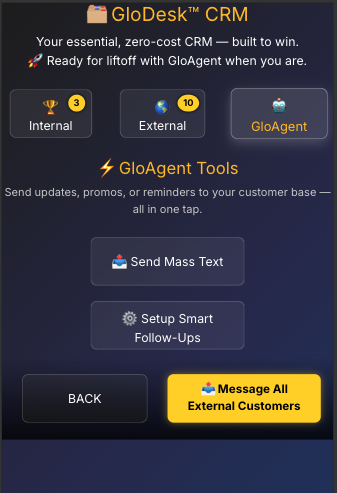 🗂️ GloDesk™ CRM
Your essential, zero-cost CRM — built to win.
🚀 Ready for liftoff with GloAgent when you are.
🏆 3
Internal
🌎 10
External
🤖
GloAgent
⚡ GloAgent Tools
Send updates, promos, or reminders to your customer base —
all in one tap.
📤 Send Mass Text
⚙️ Setup Smart
Follow-Ups
BACK
📤 Message All
External Customers